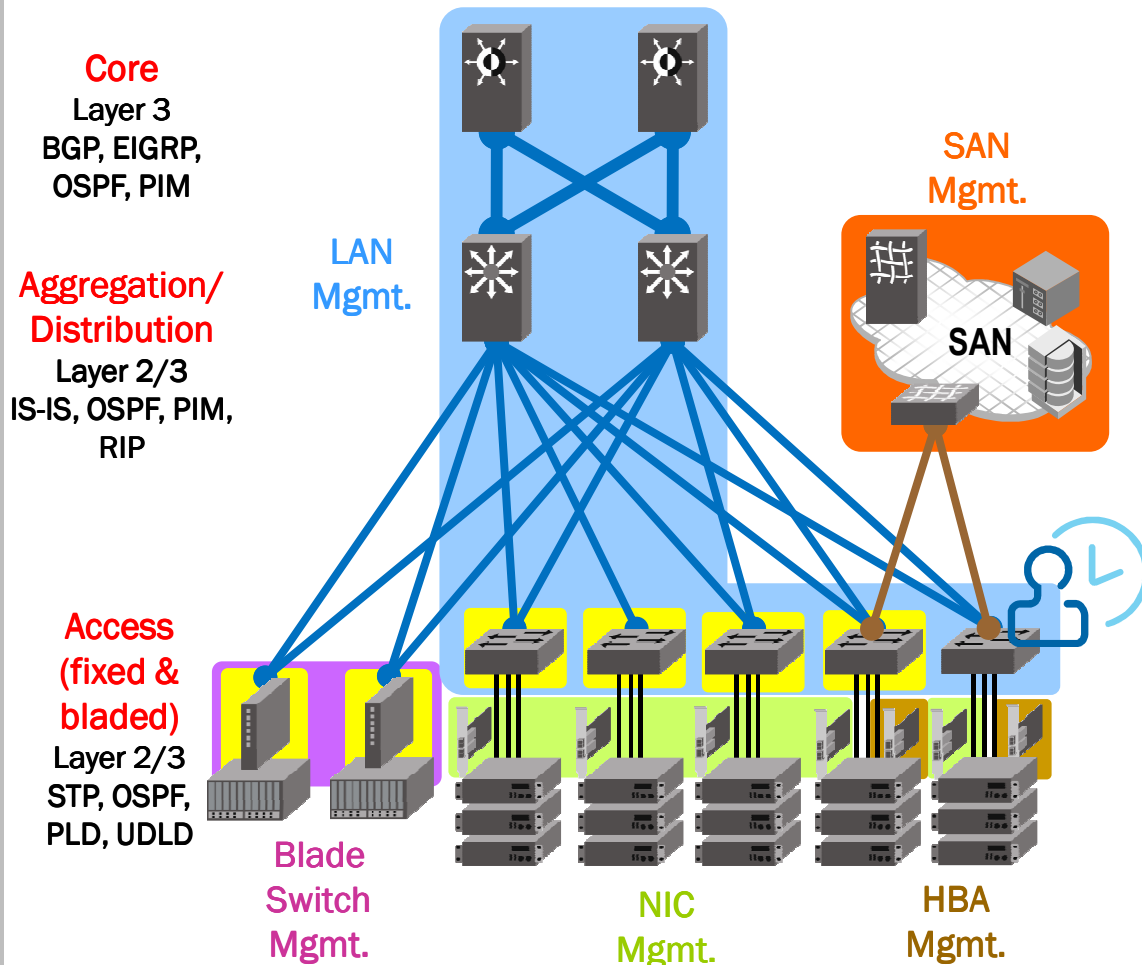 Core
Layer 3
BGP, EIGRP,
OSPF, PIM
SAN
Mgmt.
LAN
Mgmt.
Aggregation/
Distribution
Layer 2/3
IS-IS, OSPF, PIM,
RIP
SAN
Access
(fixed &
bladed)
Layer 2/3
STP, OSPF,
PLD, UDLD
Blade
Switch
Mgmt.
NIC
Mgmt.
HBA
Mgmt.